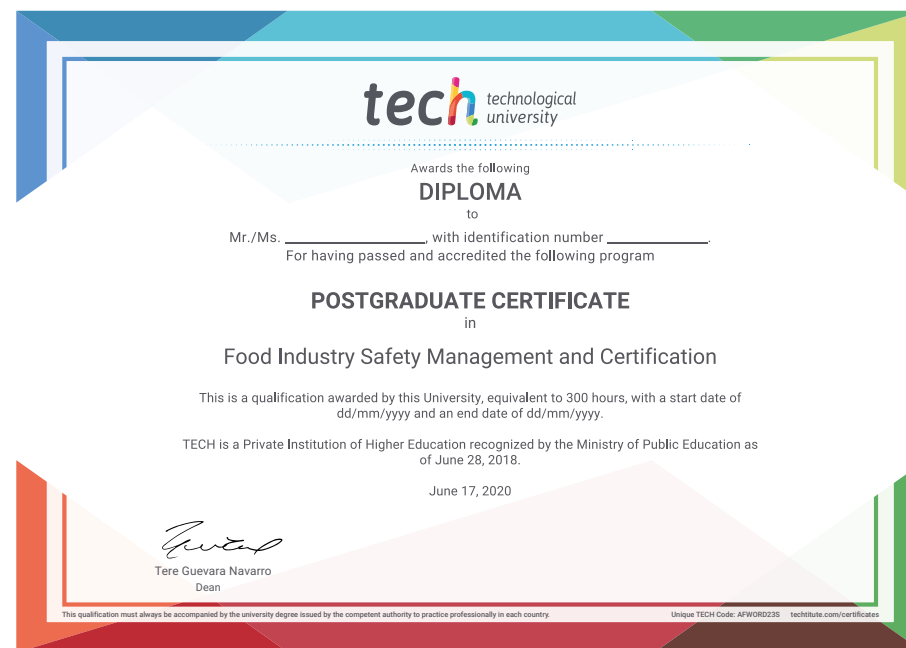 tech technological
university
Awards the following
DIPLOMA
to
Mr./Ms. ____________________, with identification number ______________.
For having passed and accredited the following program
POSTGRADUATE CERTIFICATE
in
Food Industry Safety Management and Certification
This is a qualification awarded by this University, equivalent to 300 hours, with a start date of
dd/mm/yyyy and an end date of dd/mm/yyyy.
TECH is a Private Institution of Higher Education recognized by the Ministry of Public Education as
of June 28, 2018.
June 17, 2020
Tere Guevara Navarro
Dean
This qualification must always be accompanied by the university degree issued by the competent authority to practice professionally in each country.
Unique TECH Code: AFWORD23S techtitute.com/certificates